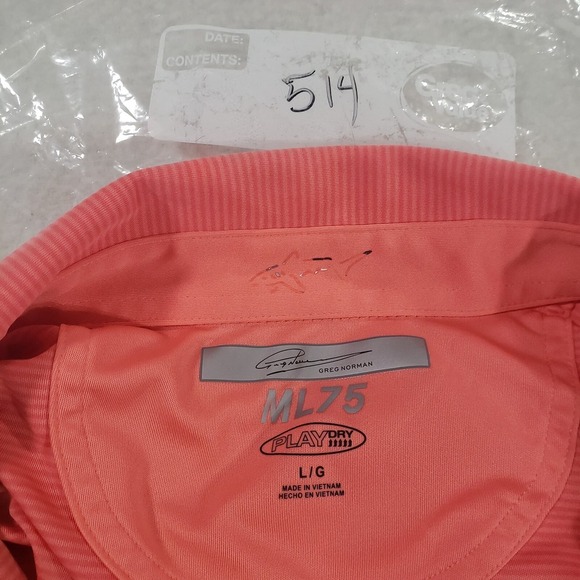 DATE:
CONTENTS:
514
GREG NORMAN
ML75
PLAYDRY
L/G
MADE IN VIETNAM
HECHO EN VIETNAM